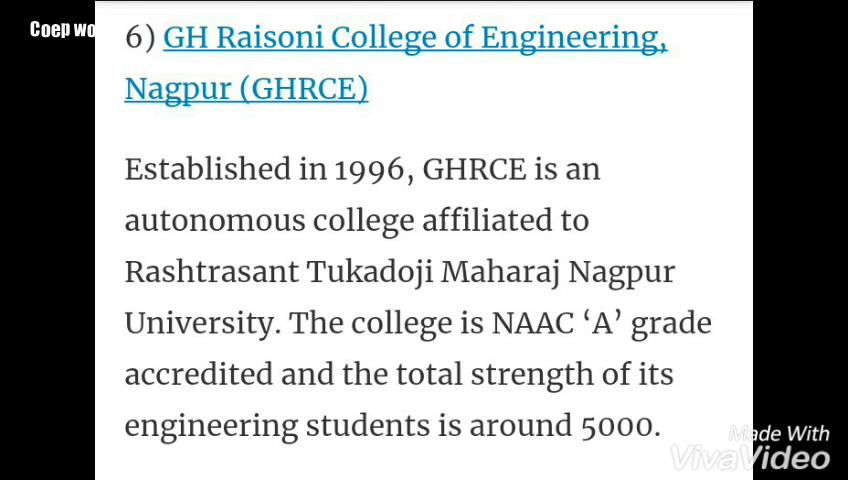 Coep wo
6) GH Raisoni College of Engineering,
Nagpur (GHRCE)
Established in 1996, GHRCE is an
autonomous college affiliated to
Rashtrasant Tukadoji Maharaj Nagpur
University. The college is NAAC ‘A’ grade
accredited and the total strength of its
engineering students is around 5000.
Made With
VivaVideo